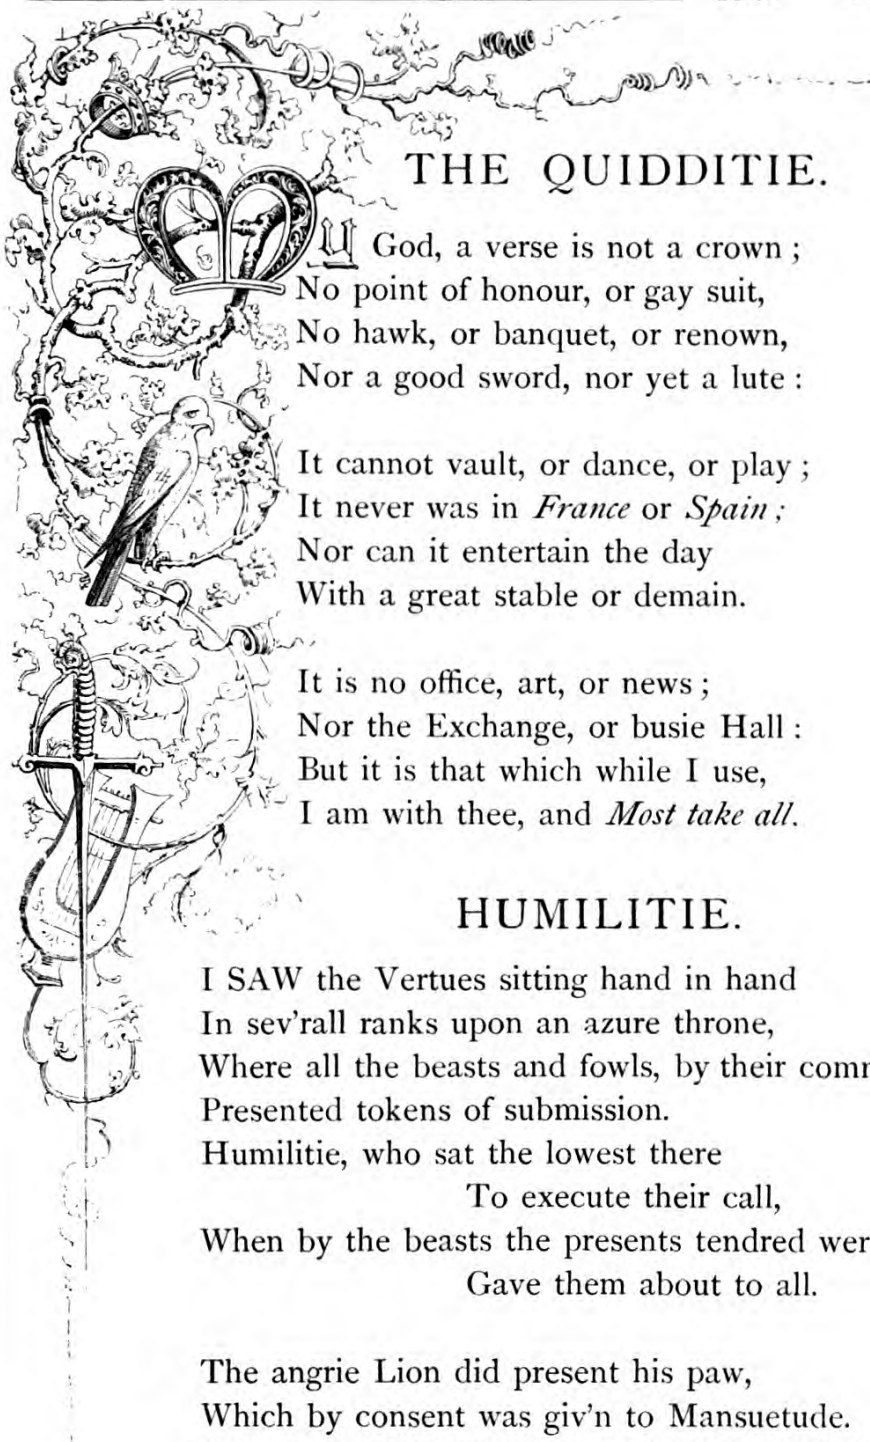 THE QUIDDITIE.
My God, a verse is not a crown ;
No point of honour, or gay suit,
No hawk, or banquet, or renown,
Nor a good sword, nor yet a lute :
It cannot vault, or dance, or play ;
It never was in France or Spain ;
Nor can it entertain the day
With a great stable or demain.
It is no office, art, or news ;
Nor the Exchange, or busie Hall :
But it is that which while I use,
I am with thee, and Most take all.
HUMILITIE.
I SAW the Vertues sitting hand in hand
In sev'rall ranks upon an azure throne,
Where all the beasts and fowls, by their
Presented tokens of submission.
Humilitie, who sat the lowest there
To execute their call,
When by the beasts the presents tendred
Gave them about to all.
The angrie Lion did present his paw,
Which by consent was giv'n to Mansuetude.